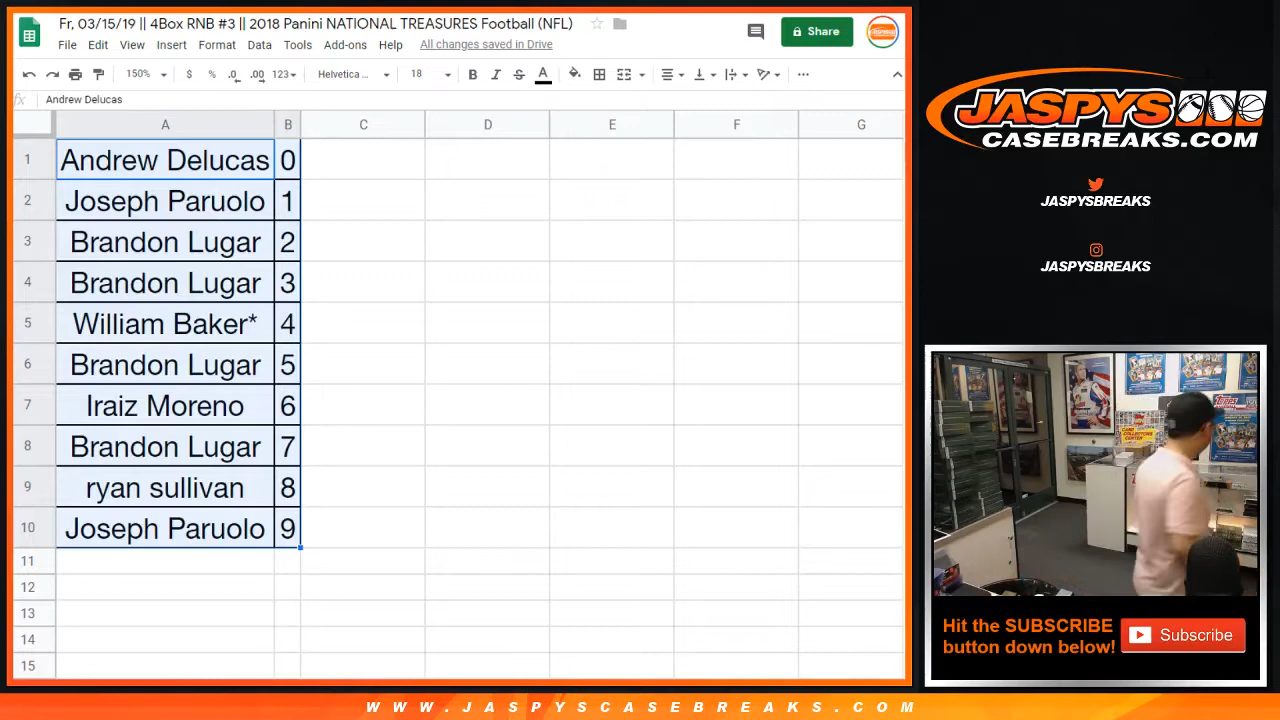 Fr, 03/15/19 || 4Box RNB #3 || 2018 Panini NATIONAL TREASURES Football (NFL)
File Edit View Insert Format Data Tools Add-ons Help All changes saved in Drive
Share
150% $ % .0 .00 123 Helvetica ... 18 B I S A
fx Andrew Delucas
A B C D E F G
1 Andrew Delucas 0
2 Joseph Paruolo 1
3 Brandon Lugar 2
4 Brandon Lugar 3
5 William Baker* 4
6 Brandon Lugar 5
7 Iraiz Moreno 6
8 Brandon Lugar 7
9 ryan sullivan 8
10 Joseph Paruolo 9
11
12
13
14
15
JASPYS
CASEBREAKS.COM
JASPYSBREAKS
JASPYSBREAKS
Hit the SUBSCRIBE
button down below!
Subscribe
WWW.JASPYSCASEBREAKS.COM